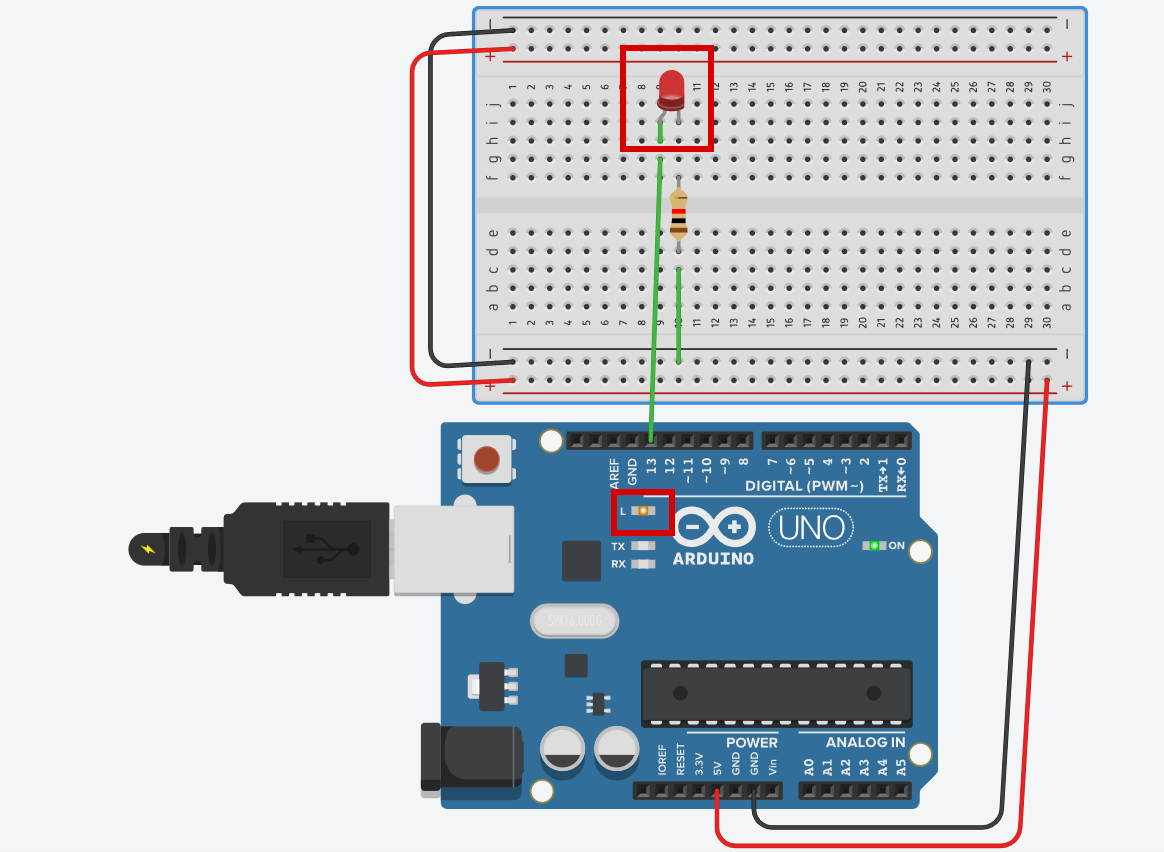 − −
+ +
1 2 3 4 5 6 7 8 9 10 11 12 13 14 15 16 17 18 19 20 21 22 23 24 25 26 27 28 29 30
j j
i i
h h
g g
f f
e e
d d
c c
b b
a a
1 2 3 4 5 6 7 8 9 10 11 12 13 14 15 16 17 18 19 20 21 22 23 24 25 26 27 28 29 30
− −
+ +
AREF GND 13 12 ~11 ~10 ~9 8 7 ~6 ~5 4 ~3 2 TX→1 RX←0
DIGITAL (PWM~)
L
TX
RX
ARDUINO
UNO
ON
SPK16.000G
POWER
ANALOG IN
IOREF RESET 3.3V 5V GND GND Vin A0 A1 A2 A3 A4 A5